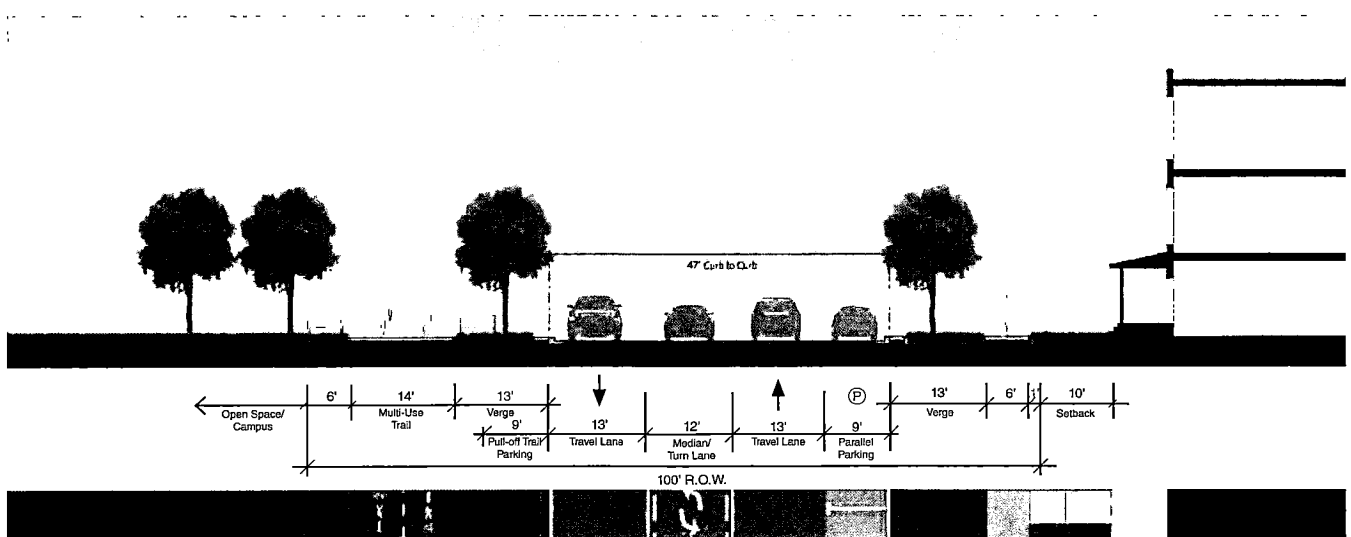 47' Curb to Curb
6'
14'
13'
13'
6'
1'
10'
Open Space/
Campus
Multi-Use
Trail
Verge
P
Verge
Setback
9'
13'
12'
13'
9'
Pull-off Trail
Parking
Travel Lane
Median/
Turn Lane
Travel Lane
Parallel
Parking
100' R.O.W.